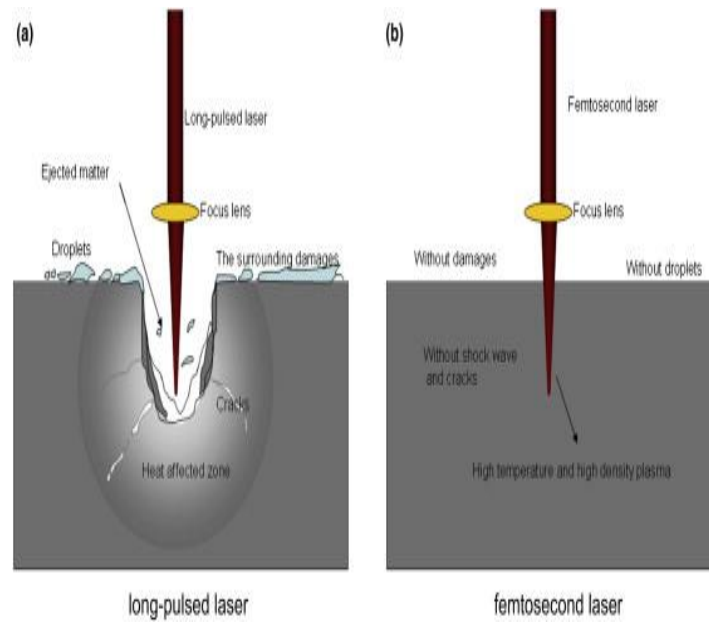 (a)
Long-pulsed laser
Ejected matter
Focus lens
Droplets
The surrounding damages
Cracks
Heat affected zone
long-pulsed laser
(b)
Femtosecond laser
Focus lens
Without damages
Without droplets
Without shock wave
and cracks
High temperature and high density plasma
femtosecond laser